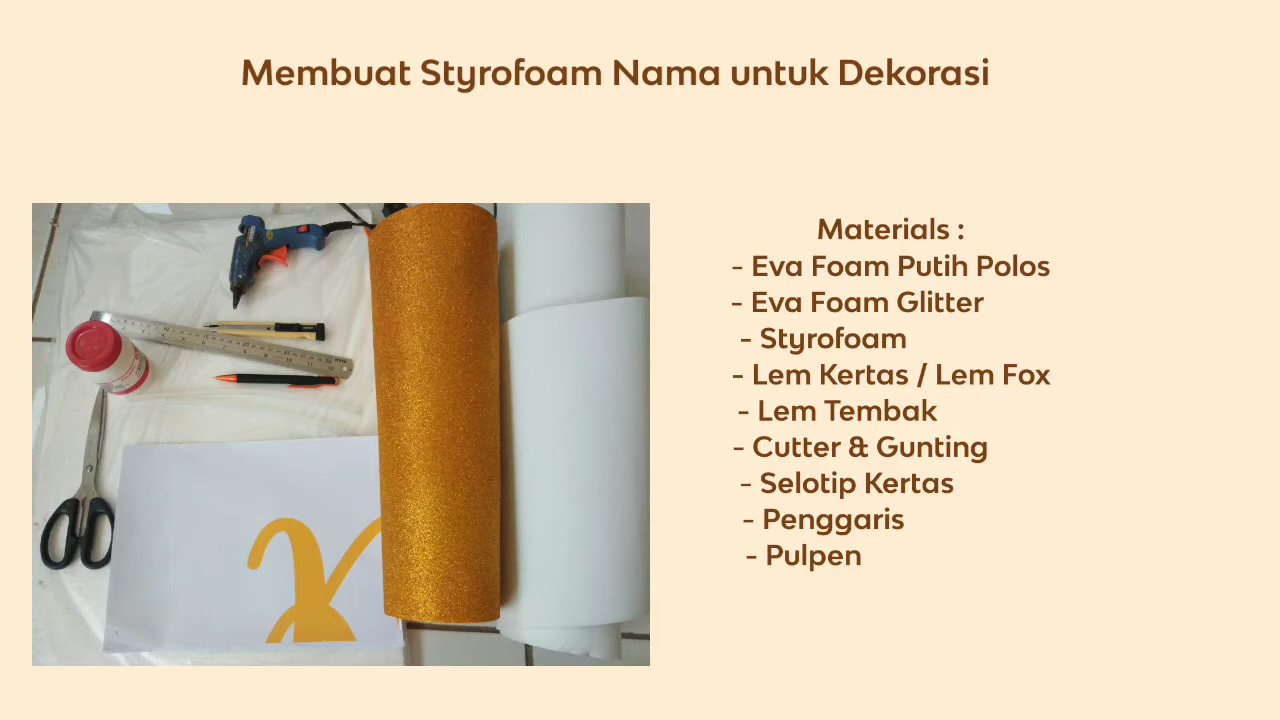 Membuat Styrofoam Nama untuk Dekorasi
Materials :
- Eva Foam Putih Polos
- Eva Foam Glitter
- Styrofoam
- Lem Kertas / Lem Fox
- Lem Tembak
- Cutter & Gunting
- Selotip Kertas
- Penggaris
- Pulpen